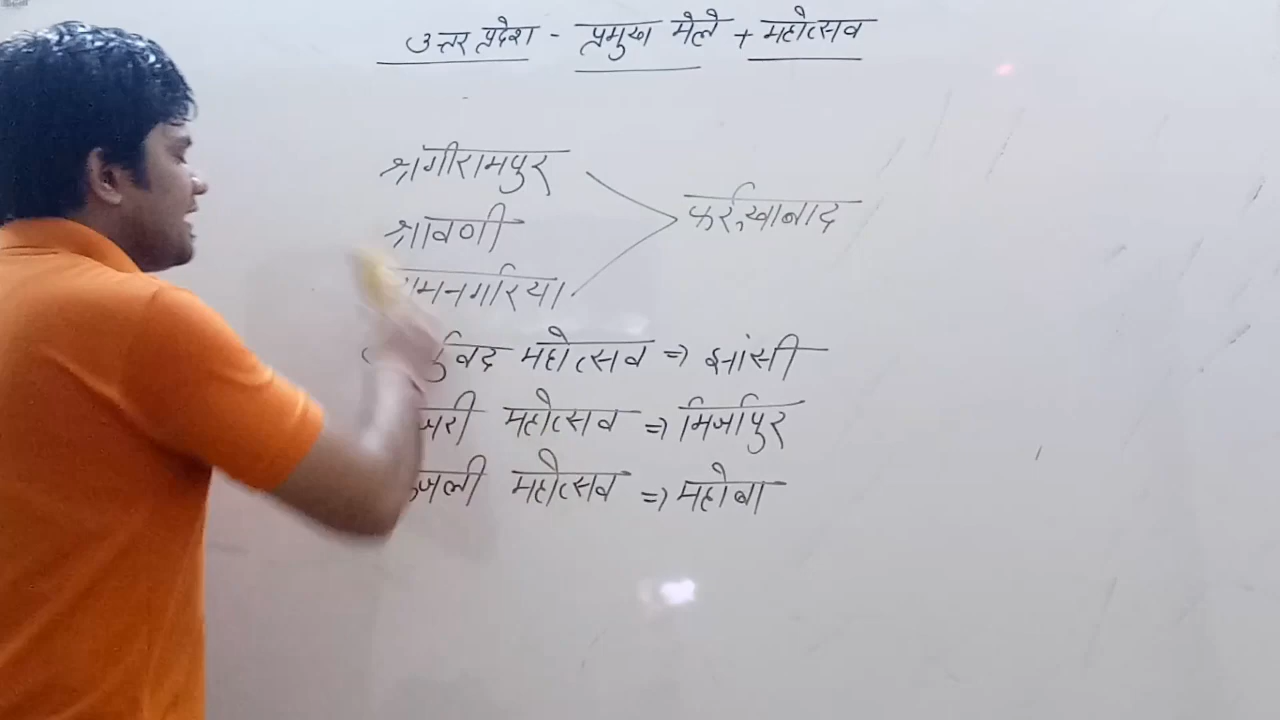 उत्तर प्रदेश - प्रमुख मेले + महोत्सव
श्रृंगीरामपुर
श्रावणी
फर्रुखाबाद
महोत्सव => झांसी
महोत्सव => मिर्जापुर
महोत्सव => महोबा